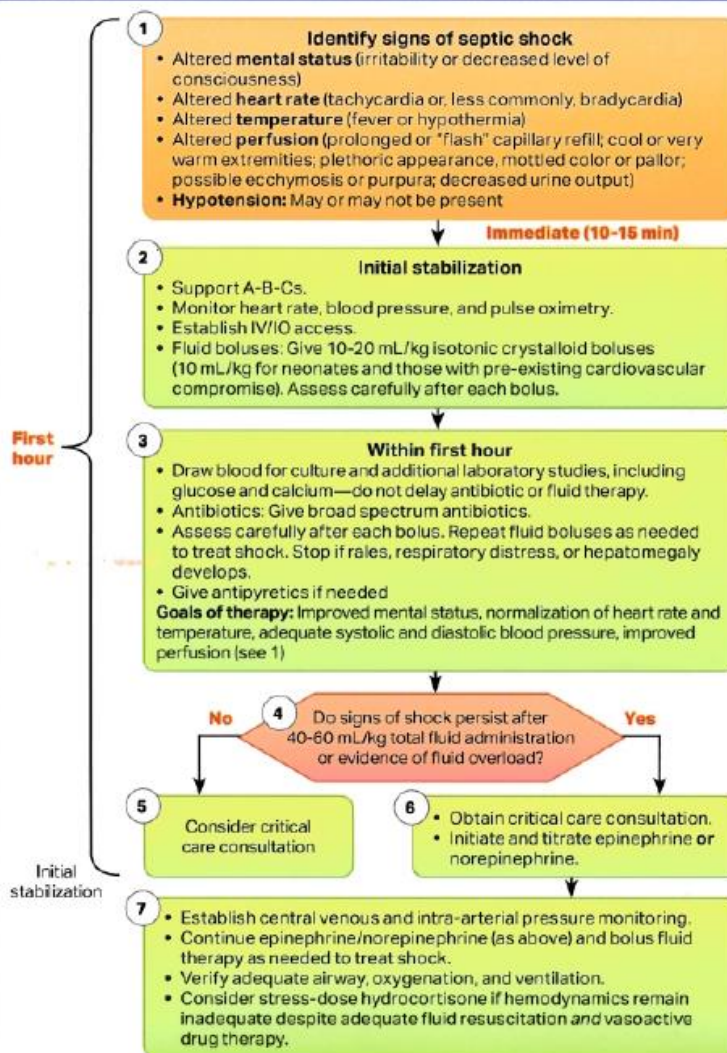 1
Identify signs of septic shock
• Altered mental status (irritability or decreased level of
consciousness)
• Altered heart rate (tachycardia or, less commonly, bradycardia)
• Altered temperature (fever or hypothermia)
• Altered perfusion (prolonged or "flash" capillary refill; cool or very
warm extremities; plethoric appearance, mottled color or pallor;
possible ecchymosis or purpura; decreased urine output)
• Hypotension: May or may not be present
Immediate (10-15 min)
2
Initial stabilization
• Support A-B-Cs.
• Monitor heart rate, blood pressure, and pulse oximetry.
• Establish IV/IO access.
• Fluid boluses: Give 10-20 mL/kg isotonic crystalloid boluses
(10 mL/kg for neonates and those with pre-existing cardiovascular
compromise). Assess carefully after each bolus.
First
hour
3
Within first hour
• Draw blood for culture and additional laboratory studies, including
glucose and calcium—do not delay antibiotic or fluid therapy.
• Antibiotics: Give broad spectrum antibiotics.
• Assess carefully after each bolus. Repeat fluid boluses as needed
to treat shock. Stop if rales, respiratory distress, or hepatomegaly
develops.
• Give antipyretics if needed
Goals of therapy: Improved mental status, normalization of heart rate and
temperature, adequate systolic and diastolic blood pressure, improved
perfusion (see 1)
4
Do signs of shock persist after
40-60 mL/kg total fluid administration
or evidence of fluid overload?
No
Yes
5
Consider critical
care consultation
6
• Obtain critical care consultation.
• Initiate and titrate epinephrine or
norepinephrine.
Initial
stabilization
7
• Establish central venous and intra-arterial pressure monitoring.
• Continue epinephrine/norepinephrine (as above) and bolus fluid
therapy as needed to treat shock.
• Verify adequate airway, oxygenation, and ventilation.
• Consider stress-dose hydrocortisone if hemodynamics remain
inadequate despite adequate fluid resuscitation and vasoactive
drug therapy.